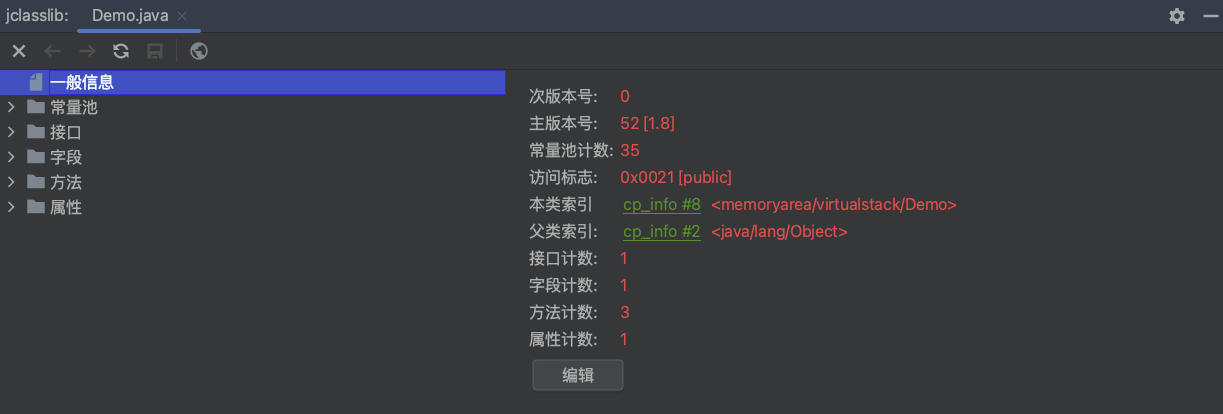 jclasslib: Demo.java
一般信息
常量池
接口
字段
方法
属性
次版本号: 0
主版本号: 52 [1.8]
常量池计数: 35
访问标志: 0x0021 [public]
本类索引 cp_info #8 <memoryarea/virtualstack/Demo>
父类索引: cp_info #2 <java/lang/Object>
接口计数: 1
字段计数: 1
方法计数: 3
属性计数: 1
编辑